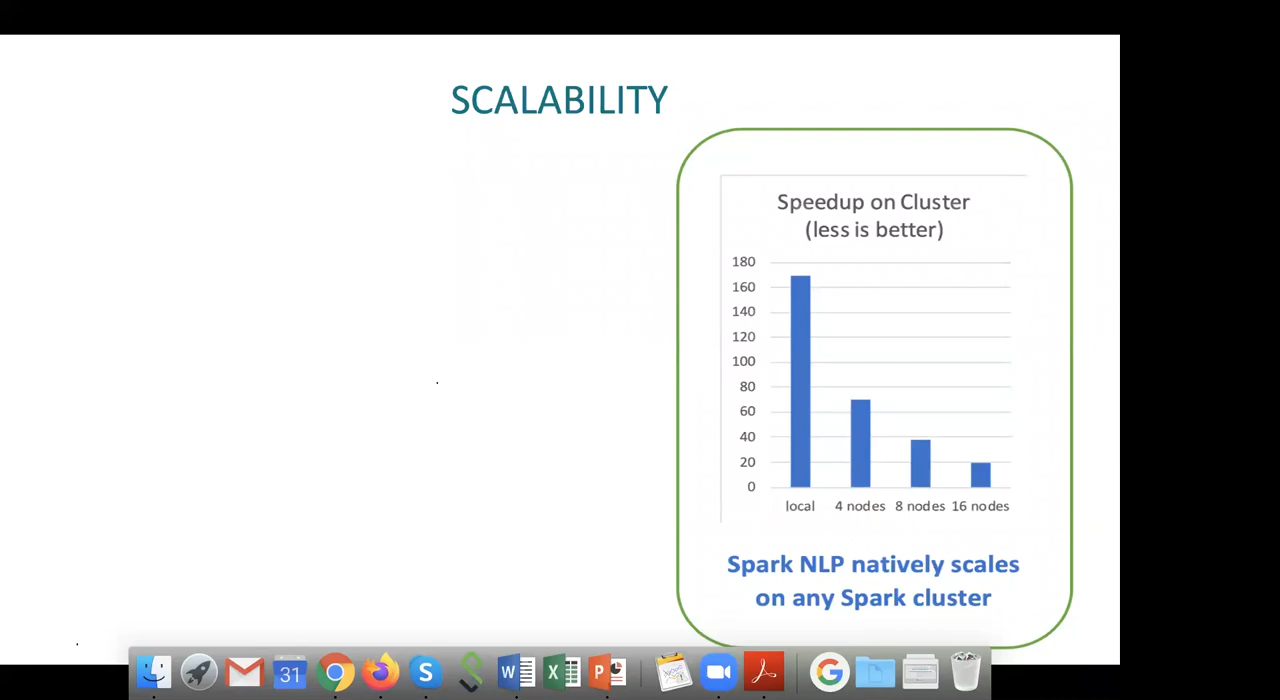 SCALABILITY
Speedup on Cluster
(less is better)
180
160
140
120
100
80
60
40
20
0
local 4 nodes 8 nodes 16 nodes
Spark NLP natively scales
on any Spark cluster
31